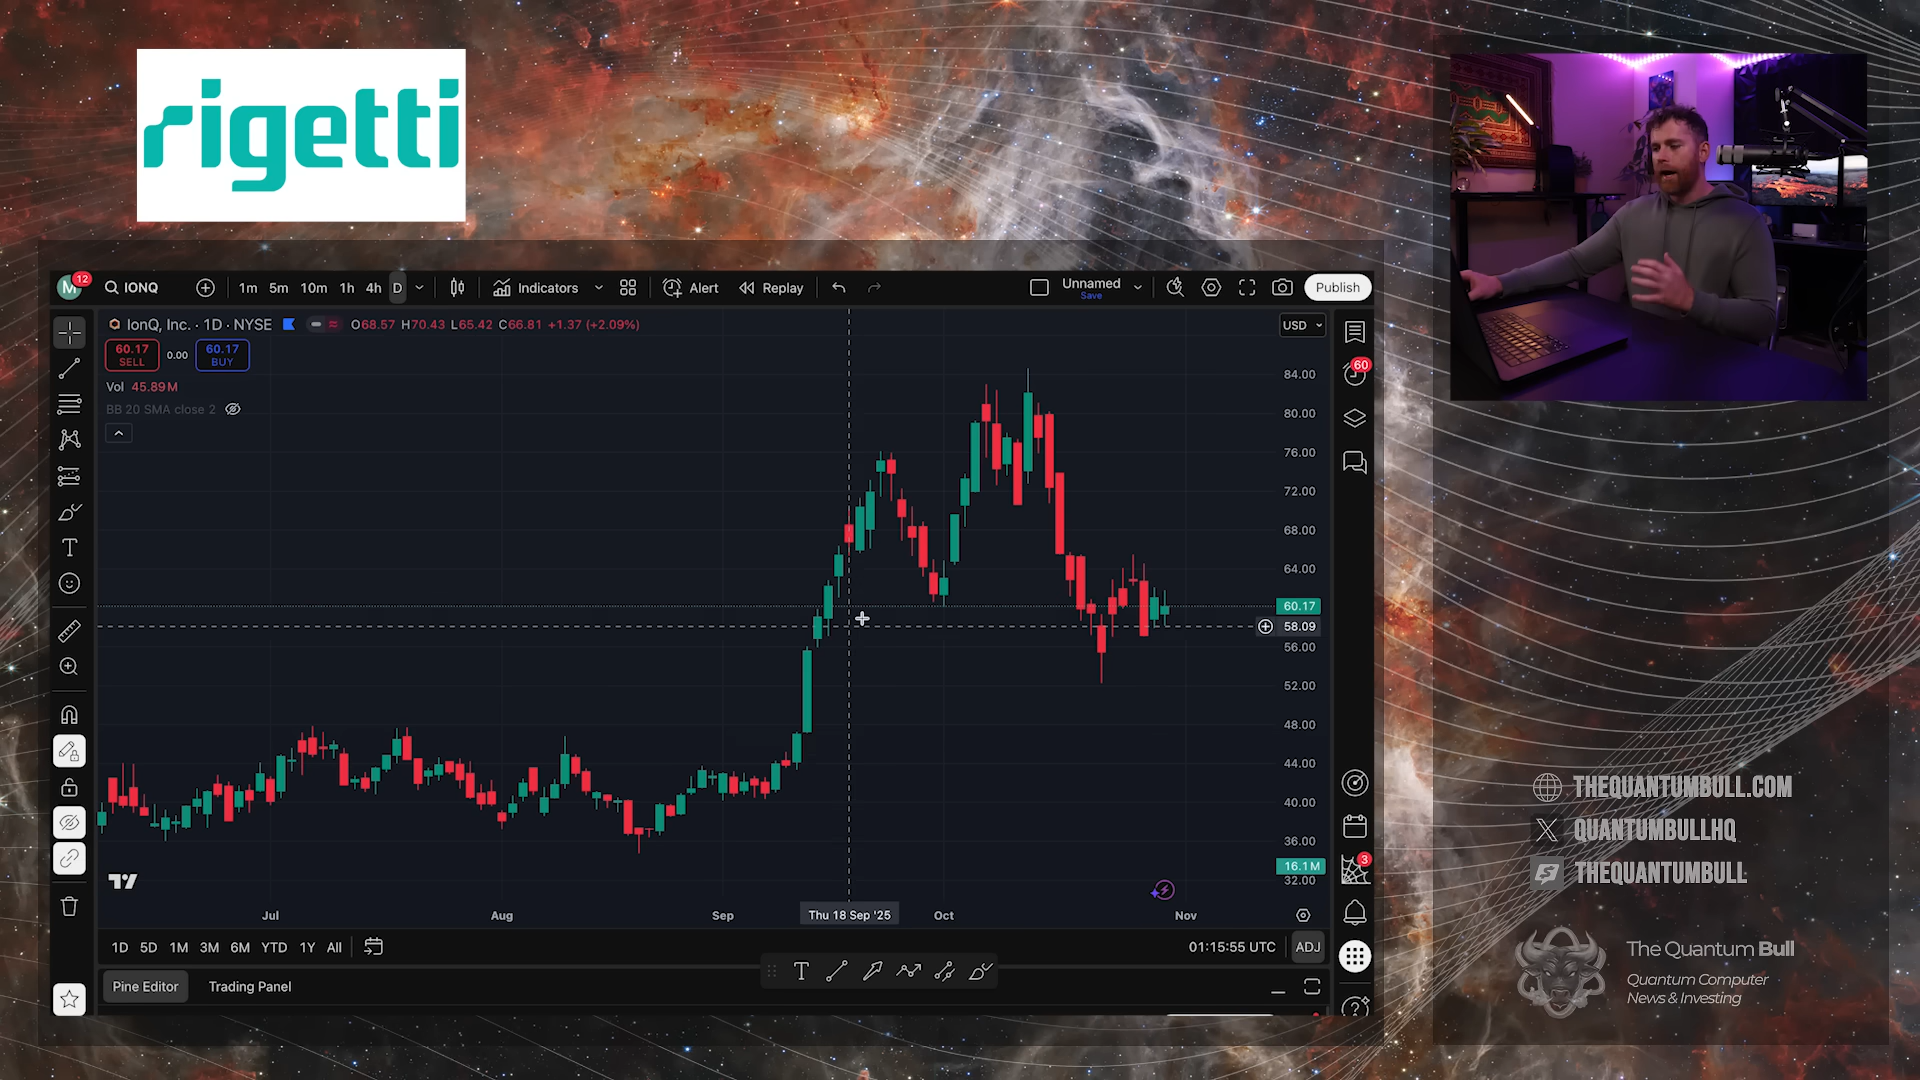 rigetti
M 12 IONQ 1m 5m 10m 1h 4h D Indicators Alert Replay Unnamed Save Publish
IonQ, Inc. · 1D · NYSE O68.57 H70.43 L65.42 C66.81 +1.37 (+2.09%) USD
60.17 SELL 0.00 60.17 BUY
Vol 45.89M
BB 20 SMA close 2
60
84.00
80.00
76.00
72.00
68.00
64.00
60.17
58.09
56.00
52.00
48.00
44.00
40.00
36.00
16.1M
32.00
3
Jul Aug Sep Thu 18 Sep '25 Oct Nov
1D 5D 1M 3M 6M YTD 1Y All 01:15:55 UTC ADJ
Pine Editor Trading Panel
THEQUANTUMBULL.COM
QUANTUMBULLHQ
THEQUANTUMBULL
The Quantum Bull
Quantum Computer
News & Investing